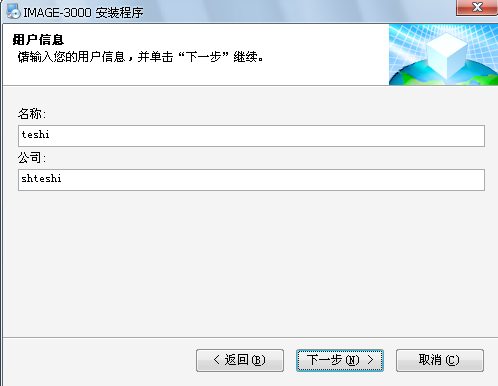 IMAGE-3000 安装程序
用户信息
请输入您的用户信息，并单击“下一步”继续。
名称:
teshi
公司:
shteshi
< 返回(B)
下一步(N) >
取消(C)